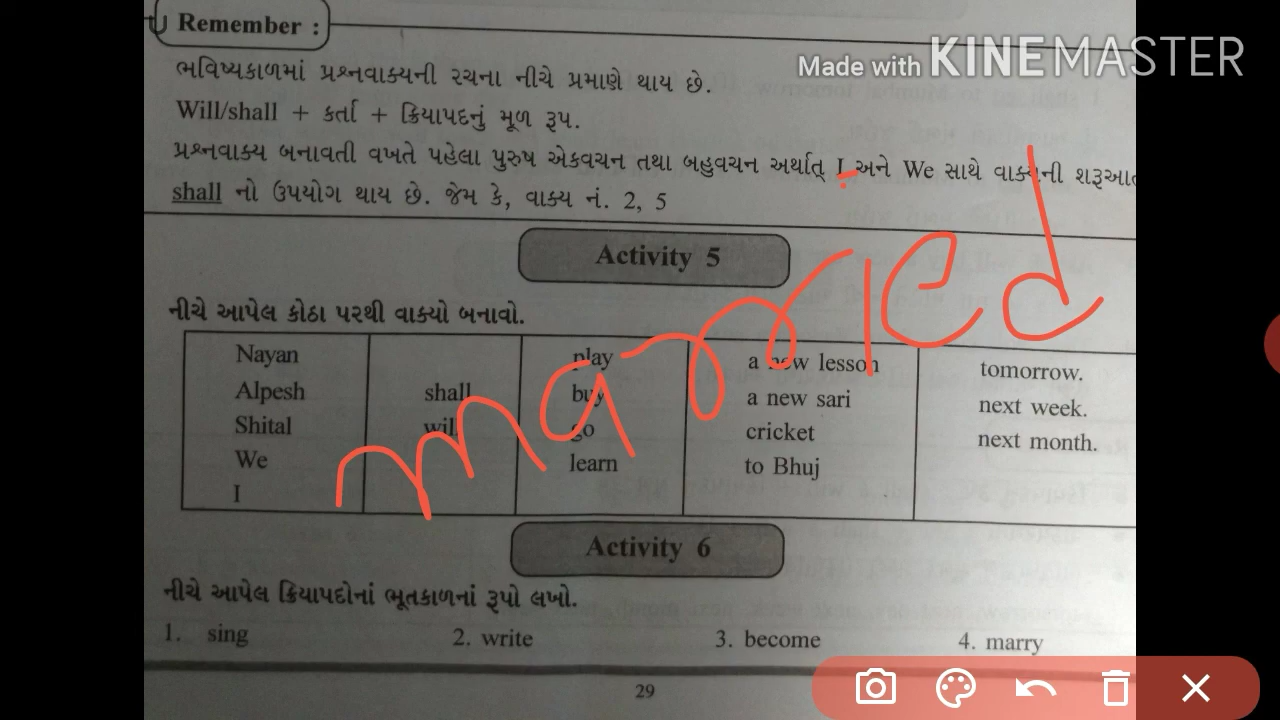 Remember :
Made with KINEMASTER
ભવિષ્યકાળમાં પ્રશ્નવાક્યની રચના નીચે પ્રમાણે થાય છે.
Will/shall + કર્તા + ક્રિયાપદનું મૂળ રૂપ.
પ્રશ્નવાક્ય બનાવતી વખતે પહેલા પુરુષ એકવચન તથા બહુવચન અર્થાત્ I અને We સાથે વાક્યની શરૂઆત
shall નો ઉપયોગ થાય છે. જેમ કે, વાક્ય નં. 2, 5
Activity 5
married
નીચે આપેલ કોઠા પરથી વાક્યો બનાવો.
Nayan play a new lesson tomorrow.
Alpesh shall buy a new sari next week.
Shital will go cricket next month.
We learn to Bhuj
I
Activity 6
નીચે આપેલ ક્રિયાપદોનાં ભૂતકાળનાં રૂપો લખો.
1. sing 2. write 3. become 4. marry
29